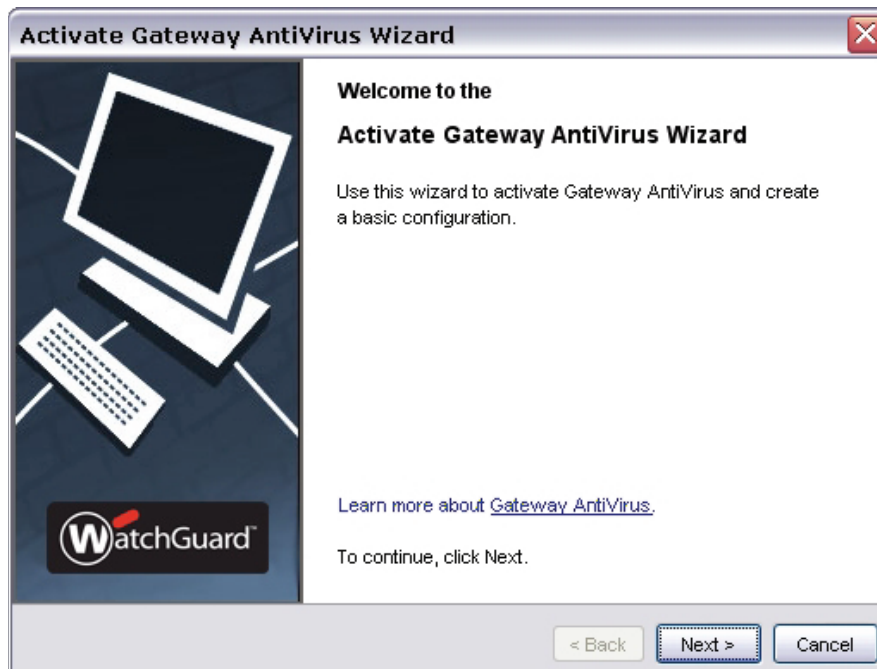 Activate Gateway AntiVirus Wizard
Welcome to the
Activate Gateway AntiVirus Wizard
Use this wizard to activate Gateway AntiVirus and create
a basic configuration.
WatchGuard™
Learn more about Gateway AntiVirus.
To continue, click Next.
< Back
Next >
Cancel